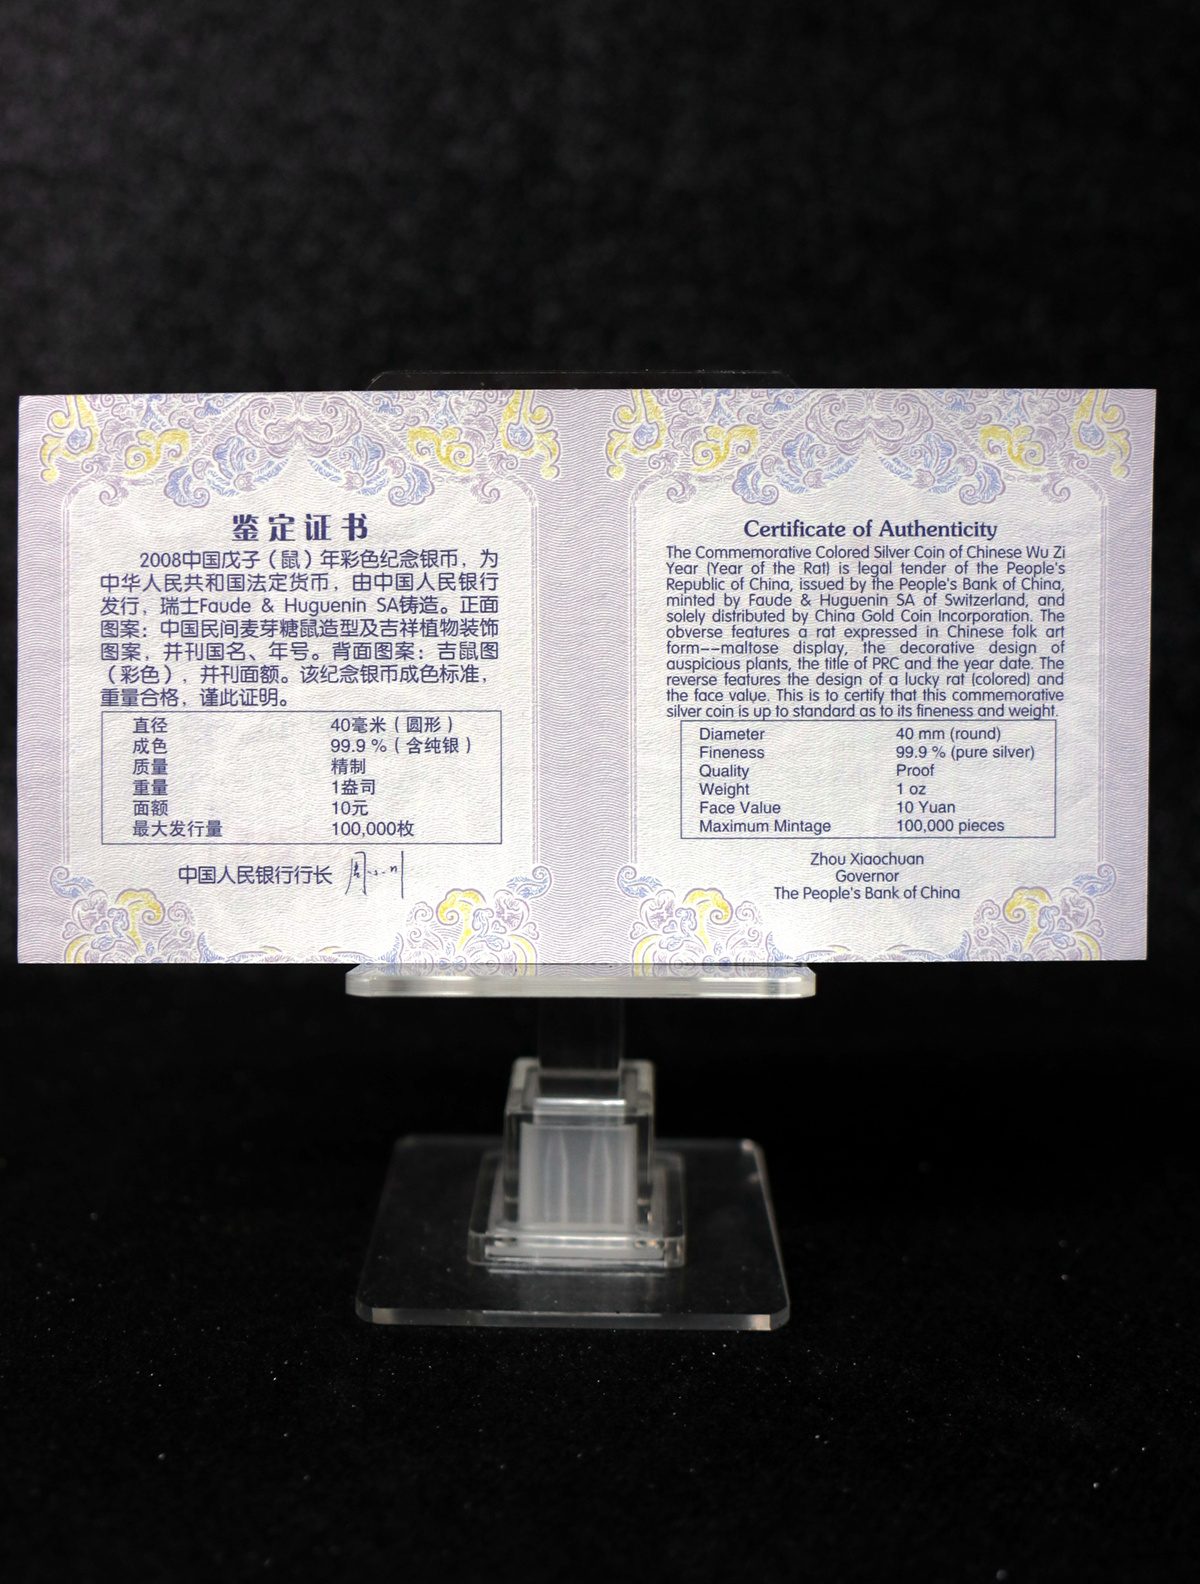 鉴定证书
2008中国戊子（鼠）年彩色纪念银币，为
中华人民共和国法定货币，由中国人民银行
发行，瑞士Faude & Huguenin SA铸造。正面
图案：中国民间麦芽糖鼠造型及吉祥植物装饰
图案，并刊国名、年号。背面图案：吉鼠图
（彩色），并刊面额。该纪念银币成色标准，
重量合格，谨此证明。
直径 40毫米（圆形）
成色 99.9 %（含纯银）
质量 精制
重量 1盎司
面额 10元
最大发行量 100,000枚
中国人民银行行长
Certificate of Authenticity
The Commemorative Colored Silver Coin of Chinese Wu Zi
Year (Year of the Rat) is legal tender of the People's
Republic of China, issued by the People's Bank of China,
minted by Faude & Huguenin SA of Switzerland, and
solely distributed by China Gold Coin Incorporation. The
obverse features a rat expressed in Chinese folk art
form--maltose display, the decorative design of
auspicious plants, the title of PRC and the year date. The
reverse features the design of a lucky rat (colored) and
the face value. This is to certify that this commemorative
silver coin is up to standard as to its fineness and weight.
Diameter 40 mm (round)
Fineness 99.9 % (pure silver)
Quality Proof
Weight 1 oz
Face Value 10 Yuan
Maximum Mintage 100,000 pieces
Zhou Xiaochuan
Governor
The People's Bank of China